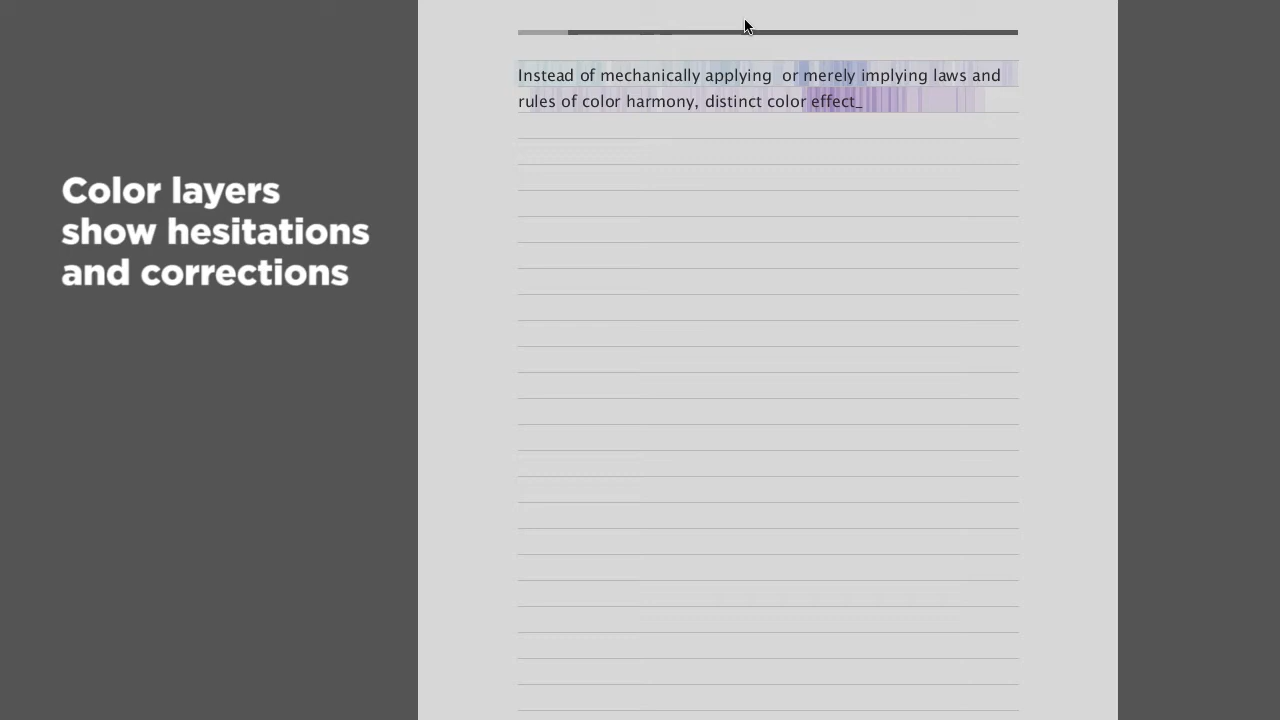 Color layers
show hesitations
and corrections
Instead of mechanically applying  or merely implying laws and
rules of color harmony, distinct color effect_